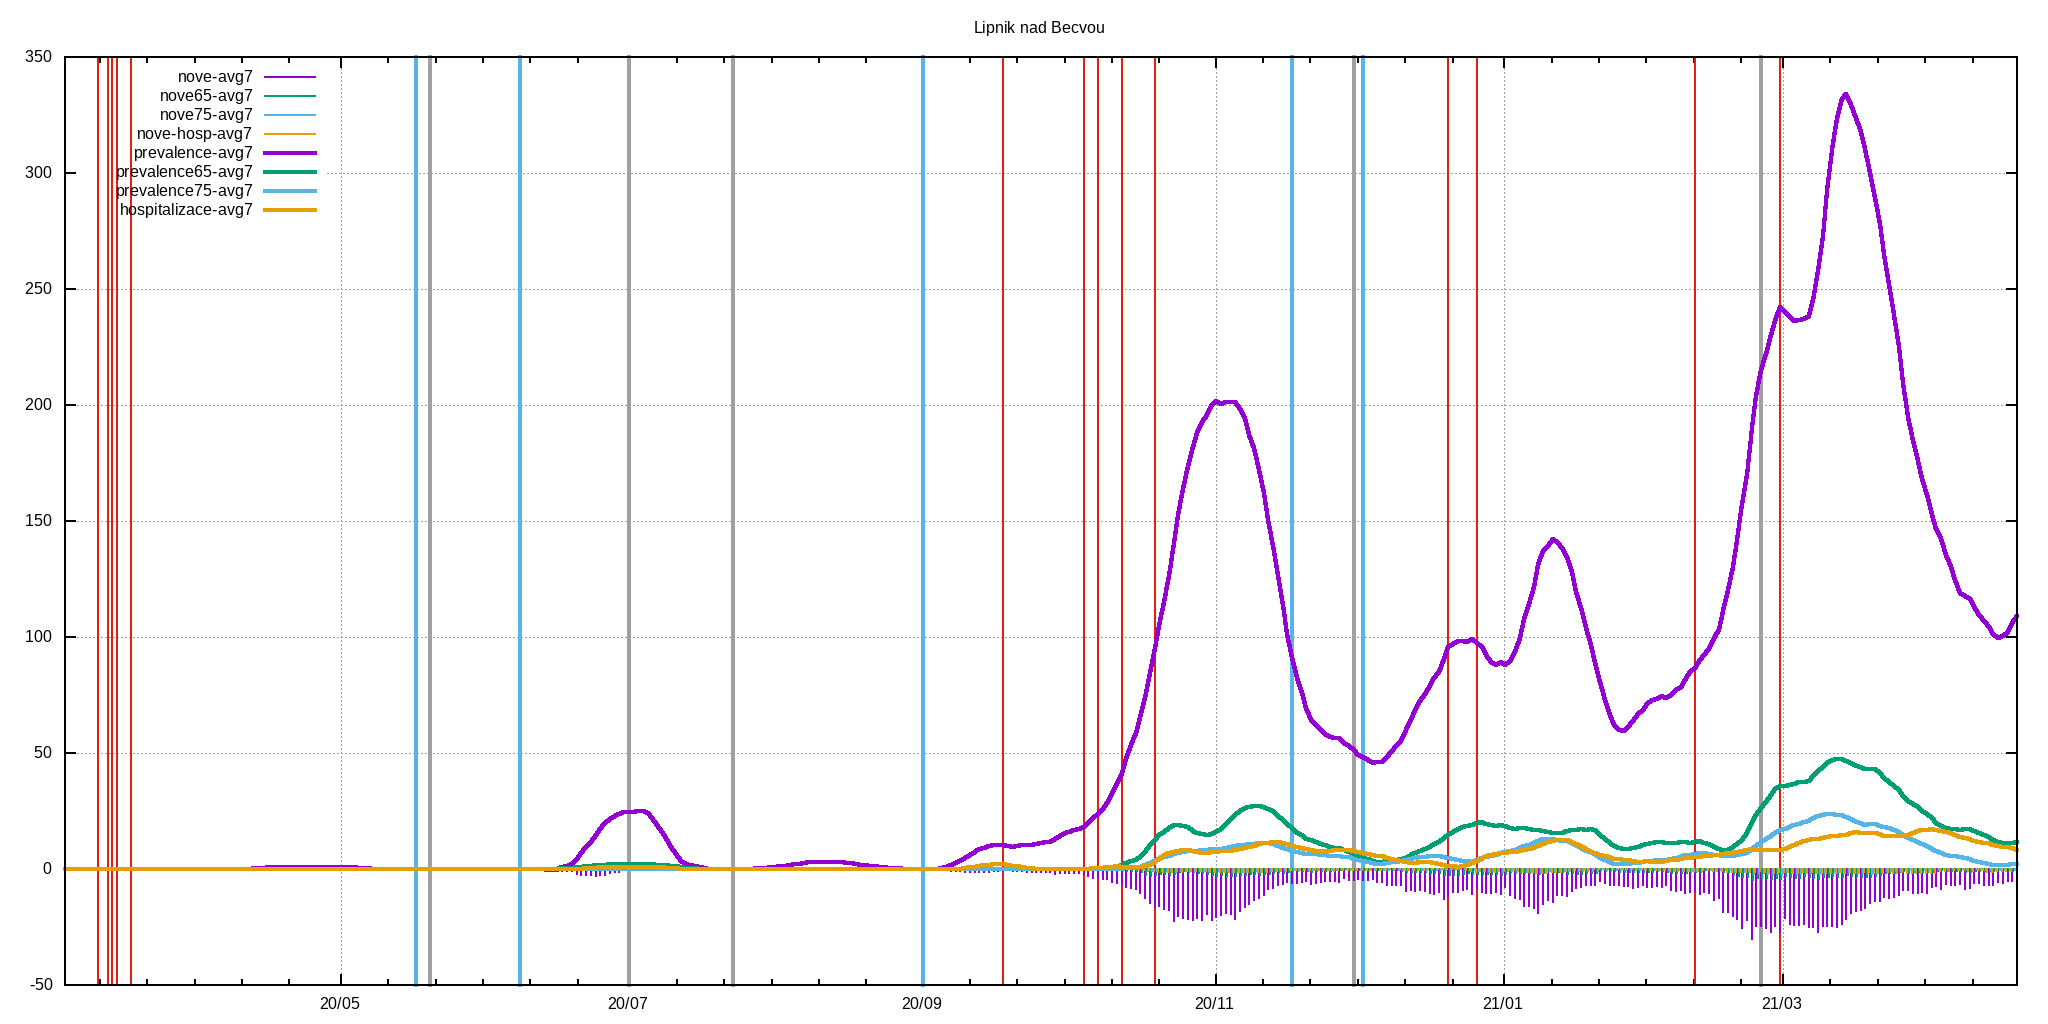 Lipnik nad Becvou
350
300
250
200
150
100
50
0
-50
nove-avg7
nove65-avg7
nove75-avg7
nove-hosp-avg7
prevalence-avg7
prevalence65-avg7
prevalence75-avg7
hospitalizace-avg7
20/05
20/07
20/09
20/11
21/01
21/03